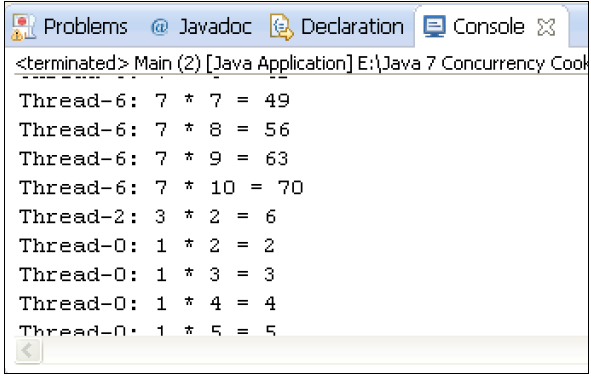 Problems @ Javadoc Declaration Console
<terminated> Main (2) [Java Application] E:\Java 7 Concurrency Cook
Thread-6: 7 * 7 = 49
Thread-6: 7 * 8 = 56
Thread-6: 7 * 9 = 63
Thread-6: 7 * 10 = 70
Thread-2: 3 * 2 = 6
Thread-0: 1 * 2 = 2
Thread-0: 1 * 3 = 3
Thread-0: 1 * 4 = 4
Thread-0: 1 * 5 = 5